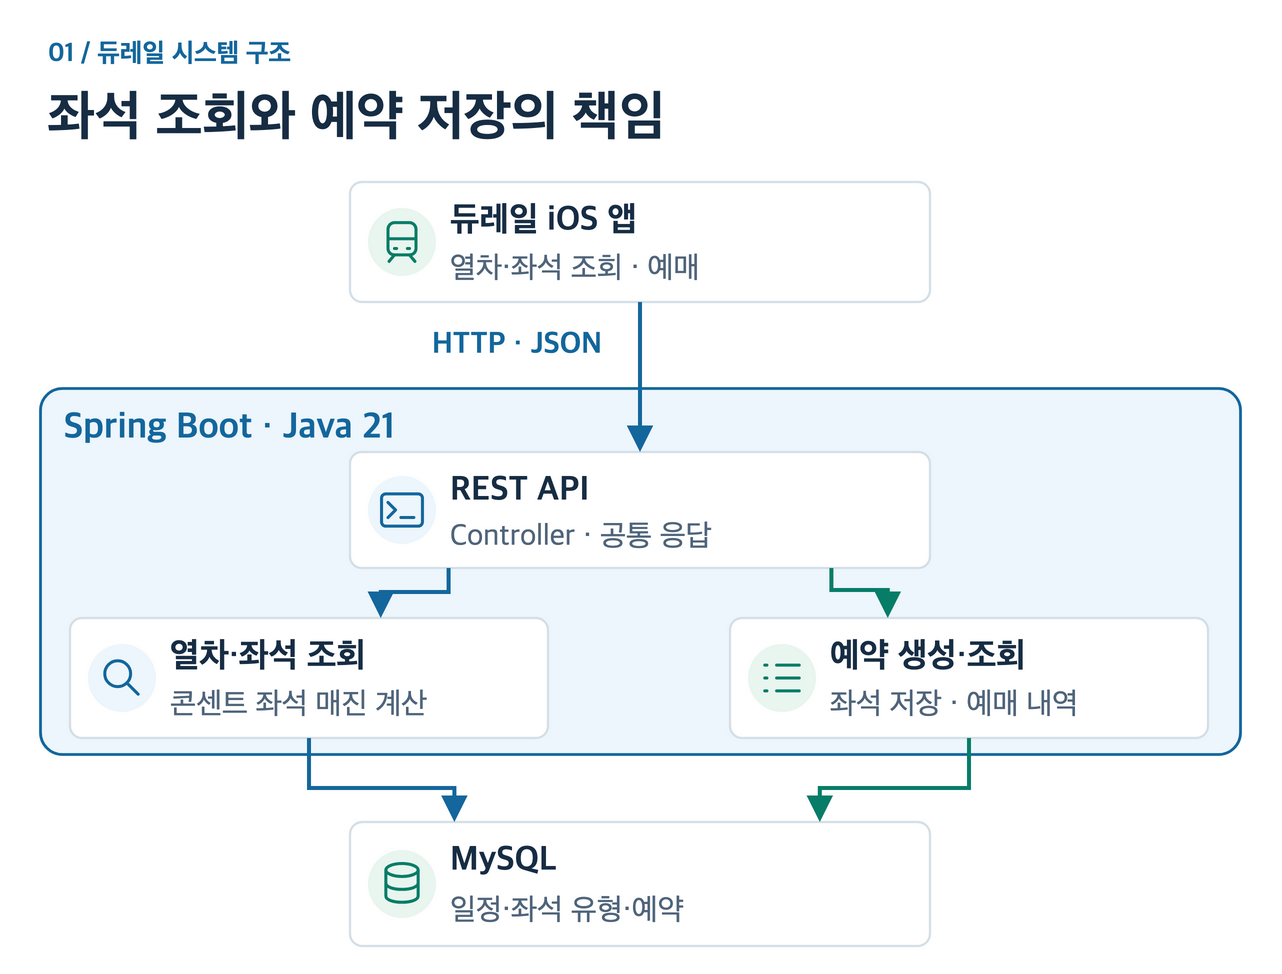 01 / 듀레일 시스템 구조
좌석 조회와 예약 저장의 책임
듀레일 iOS 앱
열차·좌석 조회 · 예매
HTTP · JSON
Spring Boot · Java 21
REST API
Controller · 공통 응답
열차·좌석 조회
콘센트 좌석 매진 계산
예약 생성·조회
좌석 저장 · 예매 내역
MySQL
일정·좌석 유형·예약